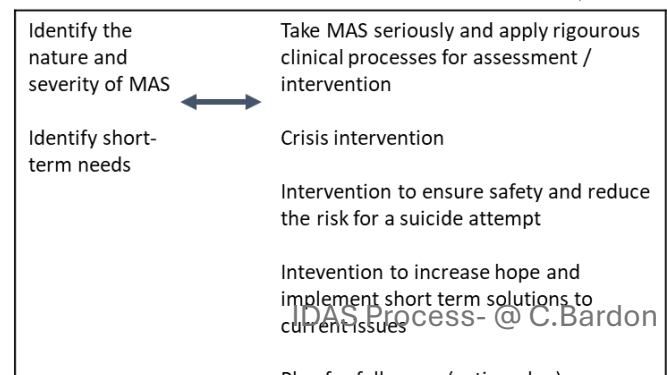 Identify the
nature and
severity of MAS
Identify short-
term needs
Take MAS seriously and apply rigourous
clinical processes for assessment /
intervention
Crisis intervention
Intervention to ensure safety and reduce
the risk for a suicide attempt
Intevention to increase hope and
implement short term solutions to
current issues
IDAS Process- @ C.Bardon